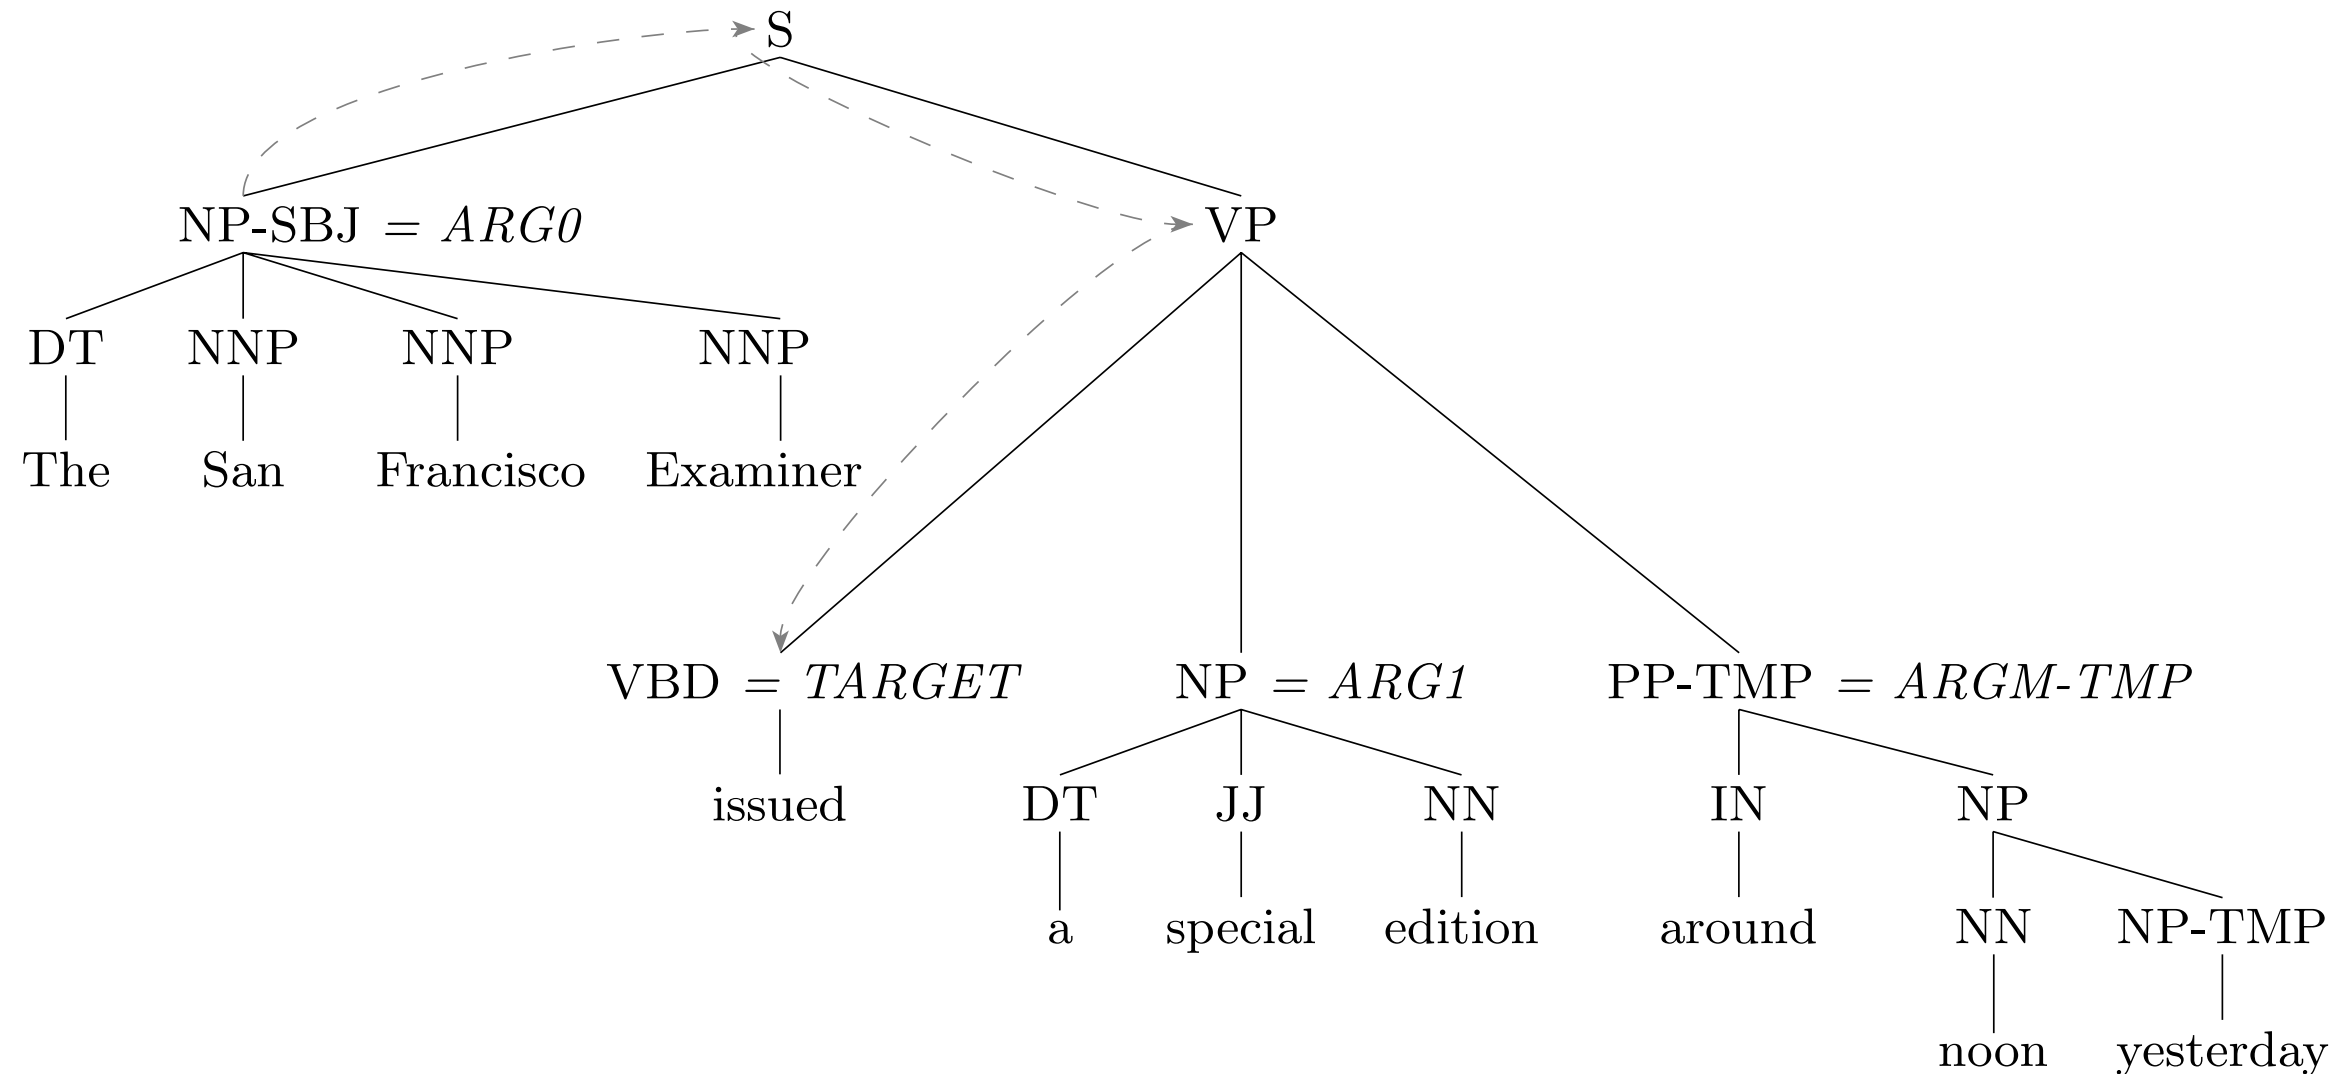 S
NP-SBJ = ARG0 VP
DT NNP NNP NNP
The San Francisco Examiner
VBD = TARGET NP = ARG1 PP-TMP = ARGM-TMP
issued DT JJ NN IN NP
a special edition around NN NP-TMP
noon yesterday